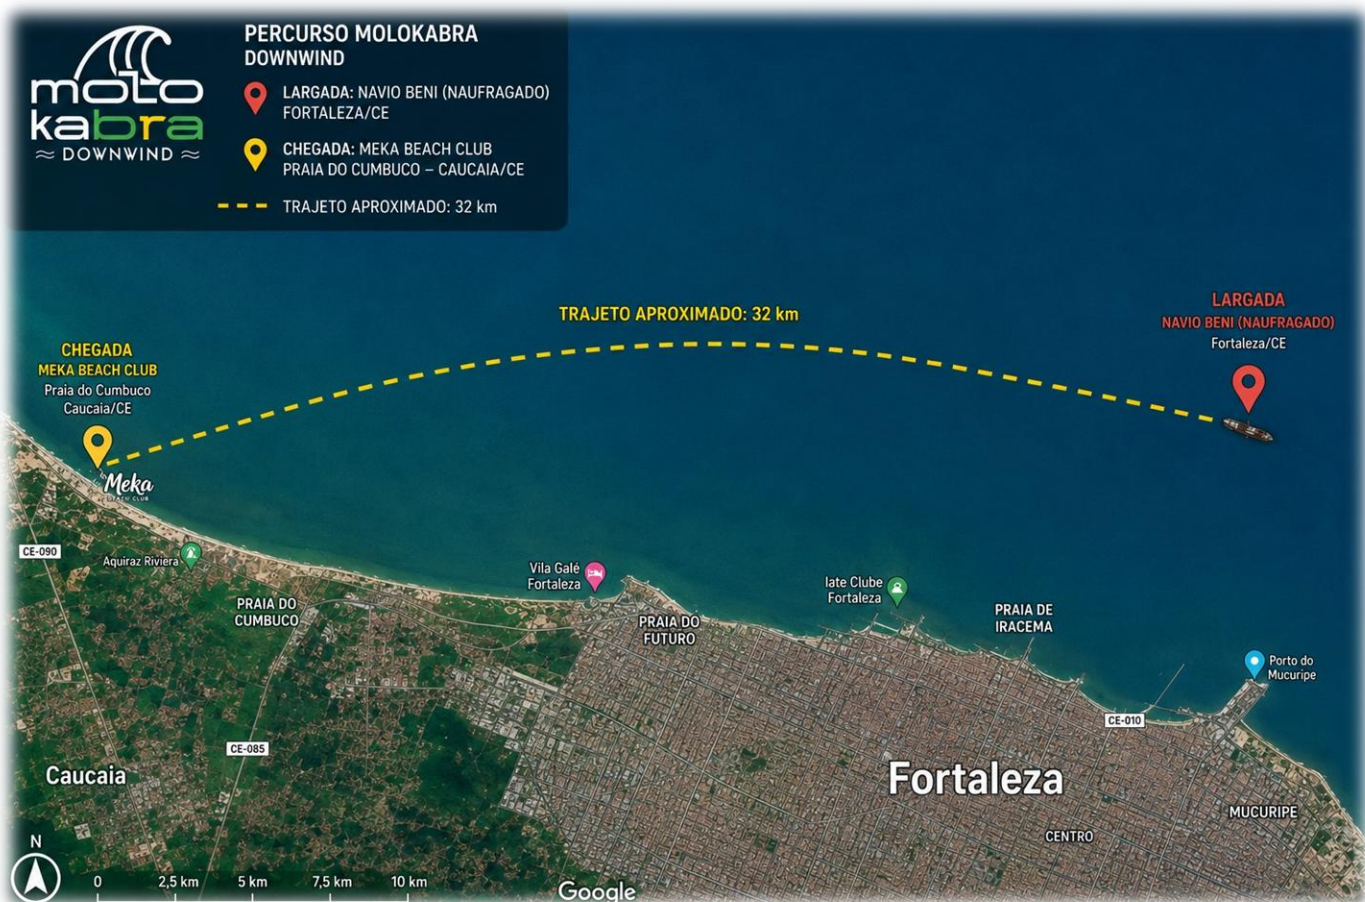 molo
kabra
≈ DOWNWIND ≈
PERCURSO MOLOKABRA
DOWNWIND
LARGADA: NAVIO BENI (NAUFRAGADO)
FORTALEZA/CE
CHEGADA: MEKA BEACH CLUB
PRAIA DO CUMBUCO – CAUCAIA/CE
TRAJETO APROXIMADO: 32 km
TRAJETO APROXIMADO: 32 km
LARGADA
NAVIO BENI (NAUFRAGADO)
Fortaleza/CE
CHEGADA
MEKA BEACH CLUB
Praia do Cumbuco
Caucaia/CE
Meka
BEACH CLUB
CE-090
Aquiraz Riviera
PRAIA DO
CUMBUCO
Vila Galé
Fortaleza
PRAIA DO
FUTURO
Iate Clube
Fortaleza
PRAIA DE
IRACEMA
Porto do
Mucuripe
CE-010
CE-085
Caucaia
Fortaleza
MUCURIPE
CENTRO
N
0 2,5 km 5 km 7,5 km 10 km
Google